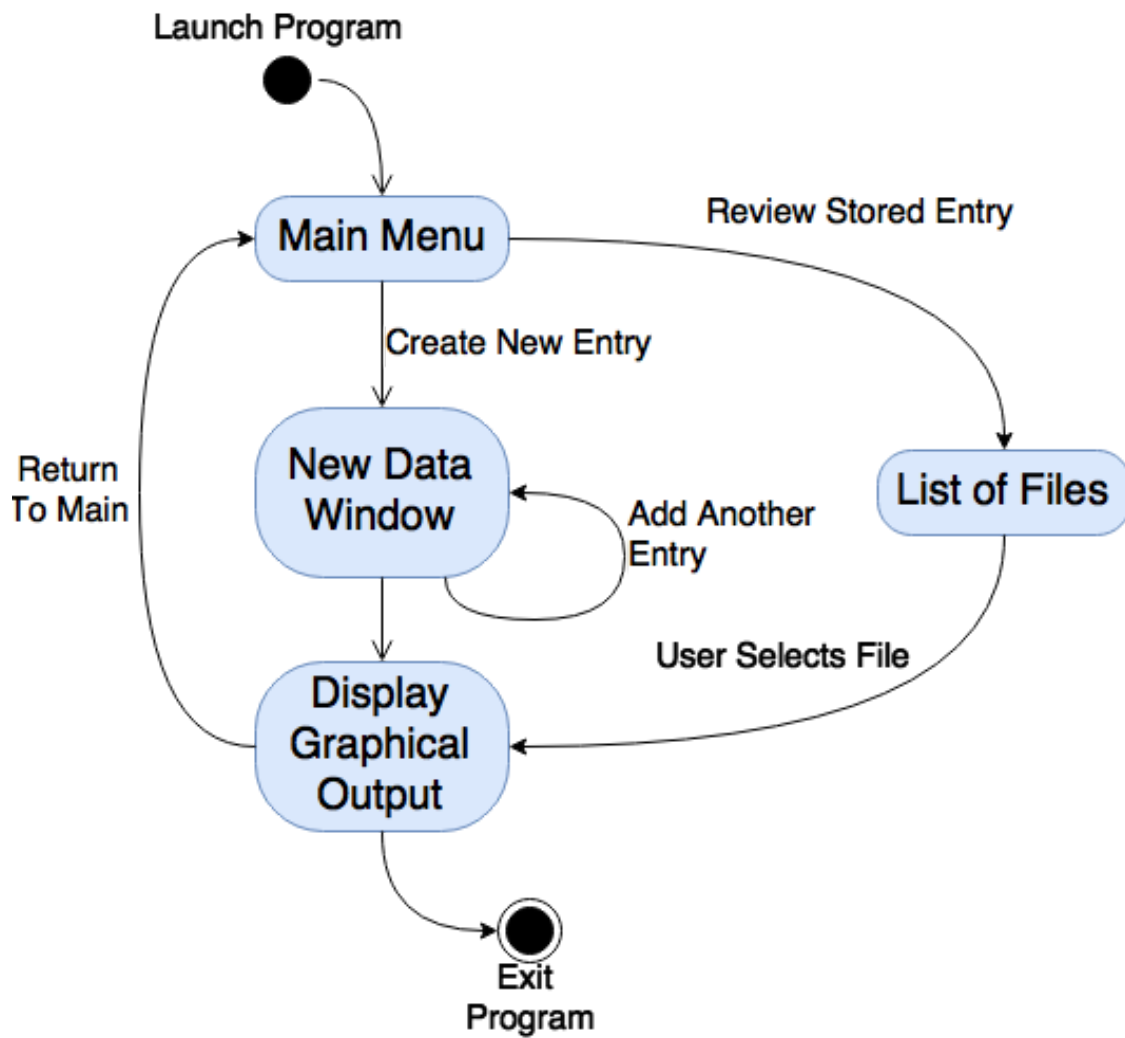 Launch Program
Main Menu
Review Stored Entry
Create New Entry
New Data
Window
Return
To Main
List of Files
Add Another
Entry
User Selects File
Display
Graphical
Output
Exit
Program